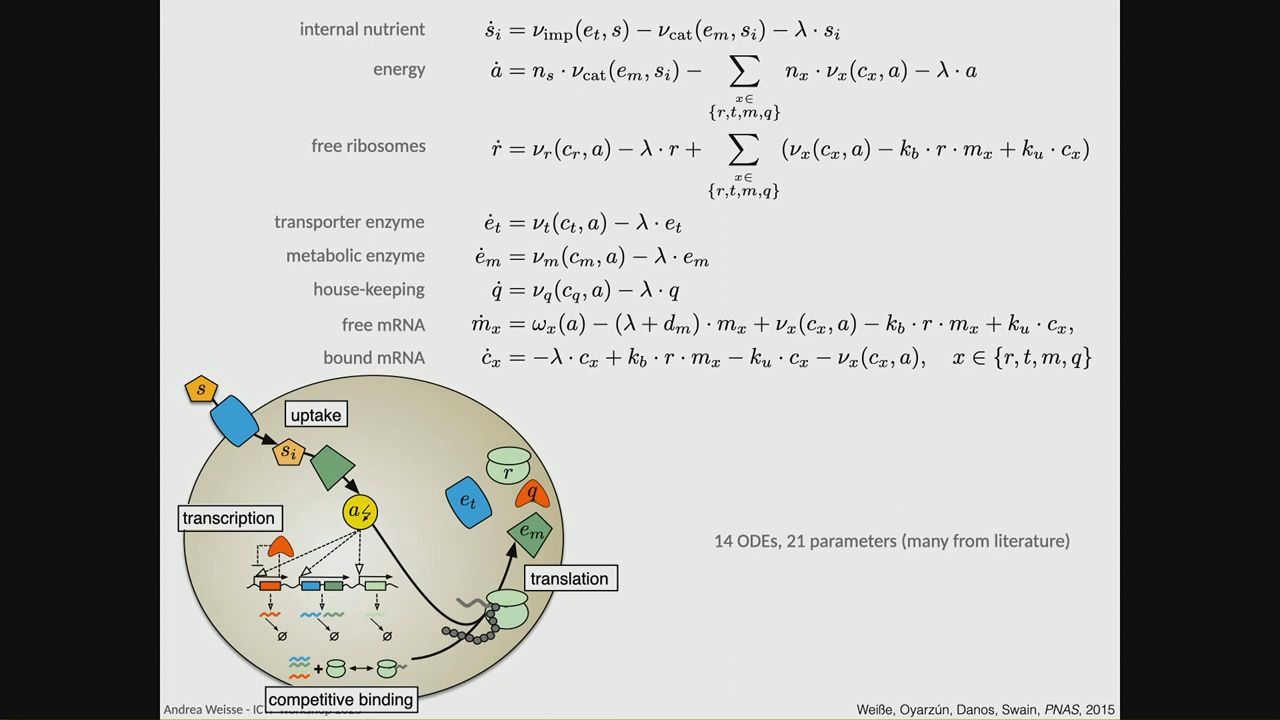 internal nutrient ṡᵢ = ν_imp(e_t, s) − ν_cat(e_m, s_i) − λ · s_i
energy ȧ = n_s · ν_cat(e_m, s_i) − ∑_{x∈{r,t,m,q}} n_x · ν_x(c_x, a) − λ · a
free ribosomes ṙ = ν_r(c_r, a) − λ · r + ∑_{x∈{r,t,m,q}} (ν_x(c_x, a) − k_b · r · m_x + k_u · c_x)
transporter enzyme ė_t = ν_t(c_t, a) − λ · e_t
metabolic enzyme ė_m = ν_m(c_m, a) − λ · e_m
house-keeping q̇ = ν_q(c_q, a) − λ · q
free mRNA ṁ_x = ω_x(a) − (λ + d_m) · m_x + ν_x(c_x, a) − k_b · r · m_x + k_u · c_x,
bound mRNA ċ_x = −λ · c_x + k_b · r · m_x − k_u · c_x − ν_x(c_x, a), x ∈ {r, t, m, q}
s
uptake
s_i
r
e_t
q
a
transcription
e_m
14 ODEs, 21 parameters (many from literature)
translation
∅ ∅ ∅
+
competitive binding
Andrea Weisse -
Weiße, Oyarzún, Danos, Swain, PNAS, 2015